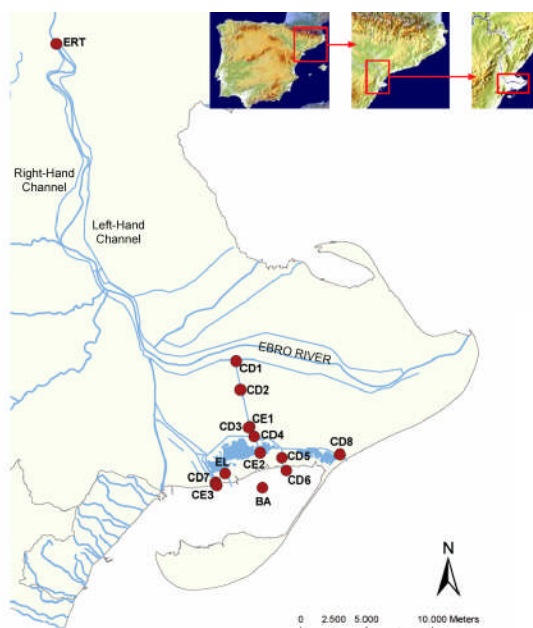 ERT
Right-Hand
Channel
Left-Hand
Channel
EBRO RIVER
CD1
CD2
CE1
CD3
CD4
CD8
CE2
CD5
EL
CD7
CD6
CE3
BA
N
0 2.500 5.000 10.000 Meters